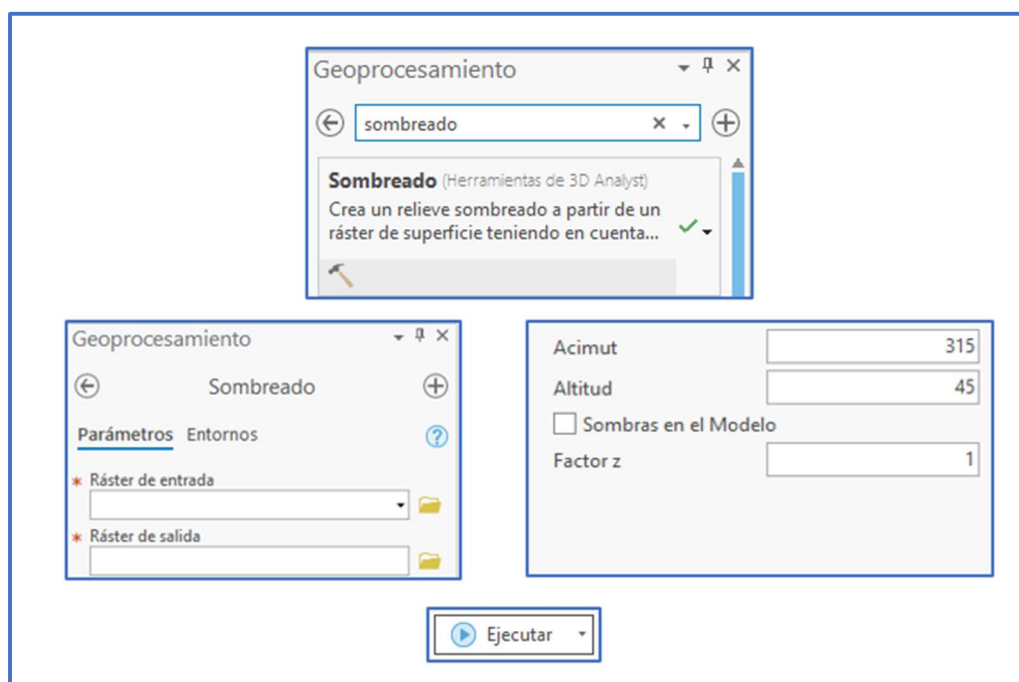 Geoprocesamiento
sombreado
Sombreado (Herramientas de 3D Analyst)
Crea un relieve sombreado a partir de un
ráster de superficie teniendo en cuenta...
Geoprocesamiento
Sombreado
Parámetros Entornos
* Ráster de entrada
* Ráster de salida
Acimut 315
Altitud 45
Sombras en el Modelo
Factor z 1
Ejecutar